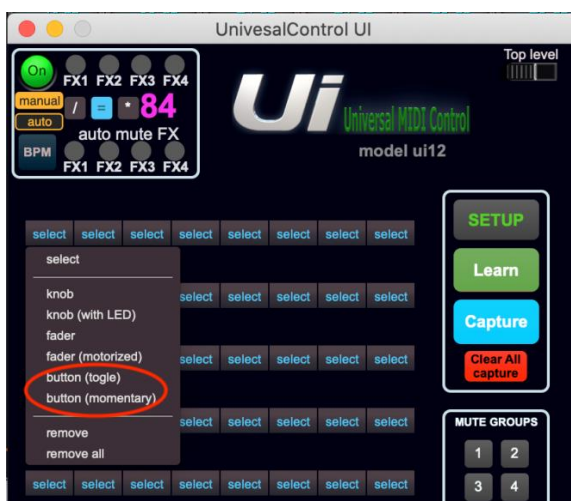 UnivesalControl UI
Top level
On
FX1 FX2 FX3 FX4
manual / = * 84
auto
auto mute FX
BPM
FX1 FX2 FX3 FX4
Ui Universal MIDI Control
model ui12
select select select select select select select select
select
knob
knob (with LED)
fader
fader (motorized)
button (togle)
button (momentary)
remove
remove all
select select select select select
select select select select select
select select select select select
select select select select select select select select
SETUP
Learn
Capture
Clear All
capture
MUTE GROUPS
1 2
3 4